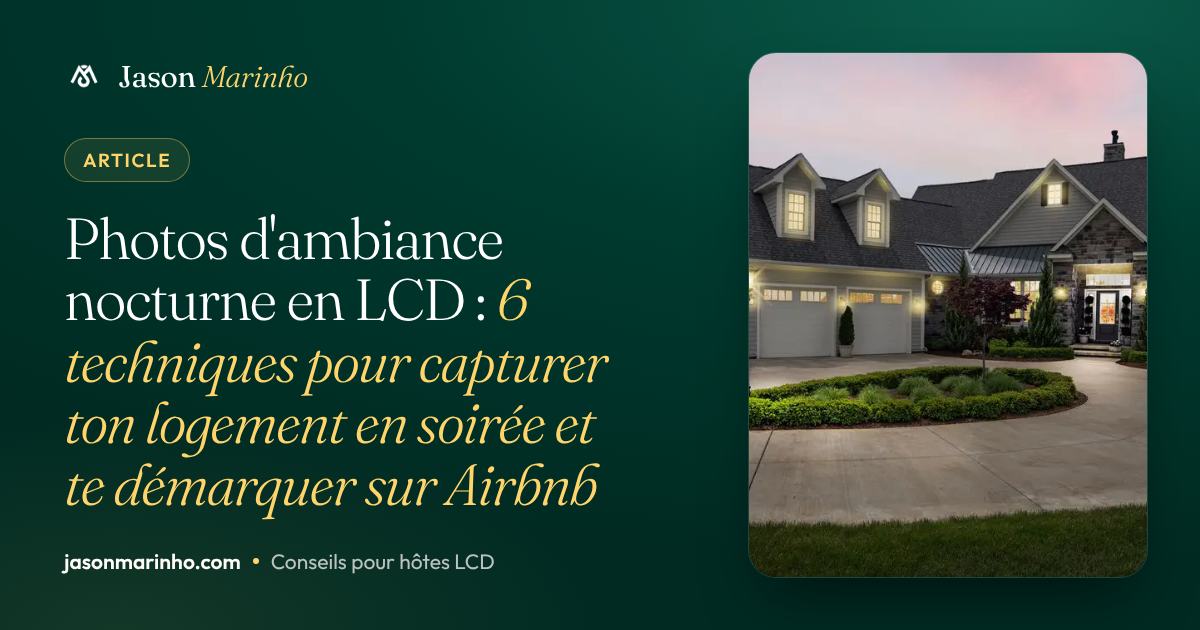 Jason Marinho
ARTICLE
Photos d'ambiance
nocturne en LCD : 6
techniques pour capturer
ton logement en soirée et
te démarquer sur Airbnb
jasonmarinho.com • Conseils pour hôtes LCD